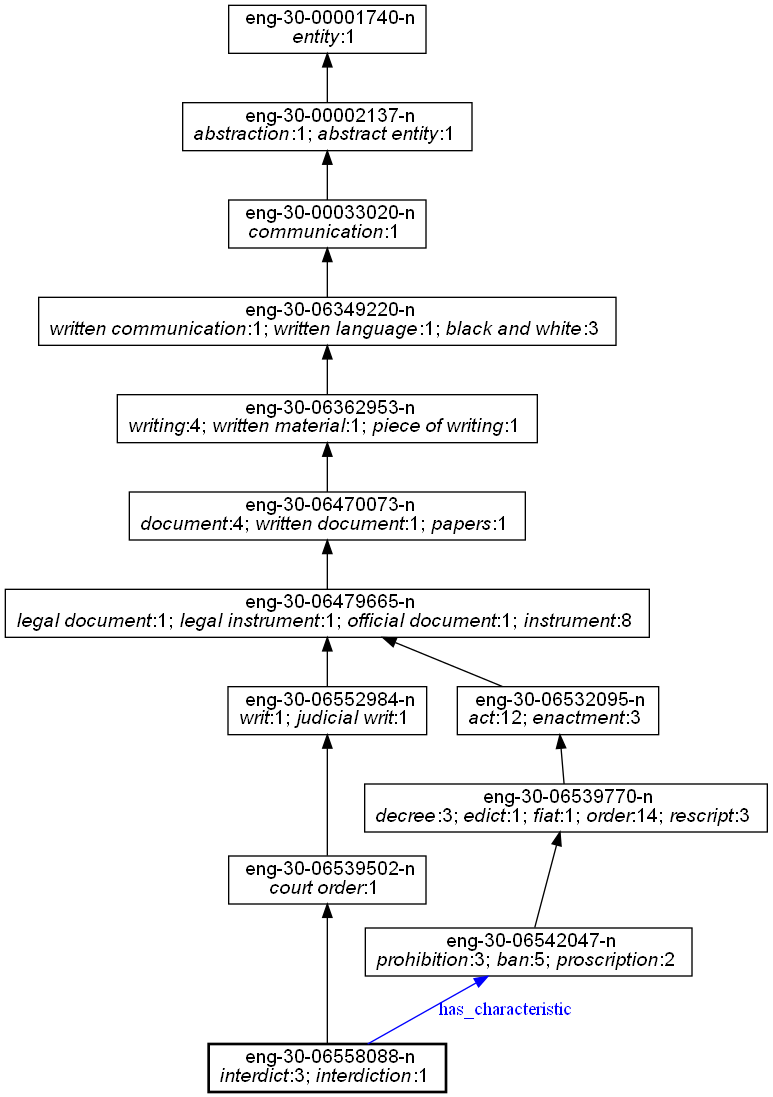 eng-30-00001740-n
entity:1
eng-30-00002137-n
abstraction:1; abstract entity:1
eng-30-00033020-n
communication:1
eng-30-06349220-n
written communication:1; written language:1; black and white:3
eng-30-06362953-n
writing:4; written material:1; piece of writing:1
eng-30-06470073-n
document:4; written document:1; papers:1
eng-30-06479665-n
legal document:1; legal instrument:1; official document:1; instrument:8
eng-30-06552984-n
writ:1; judicial writ:1
eng-30-06532095-n
act:12; enactment:3
eng-30-06539770-n
decree:3; edict:1; fiat:1; order:14; rescript:3
eng-30-06539502-n
court order:1
eng-30-06542047-n
prohibition:3; ban:5; proscription:2
has_characteristic
eng-30-06558088-n
interdict:3; interdiction:1